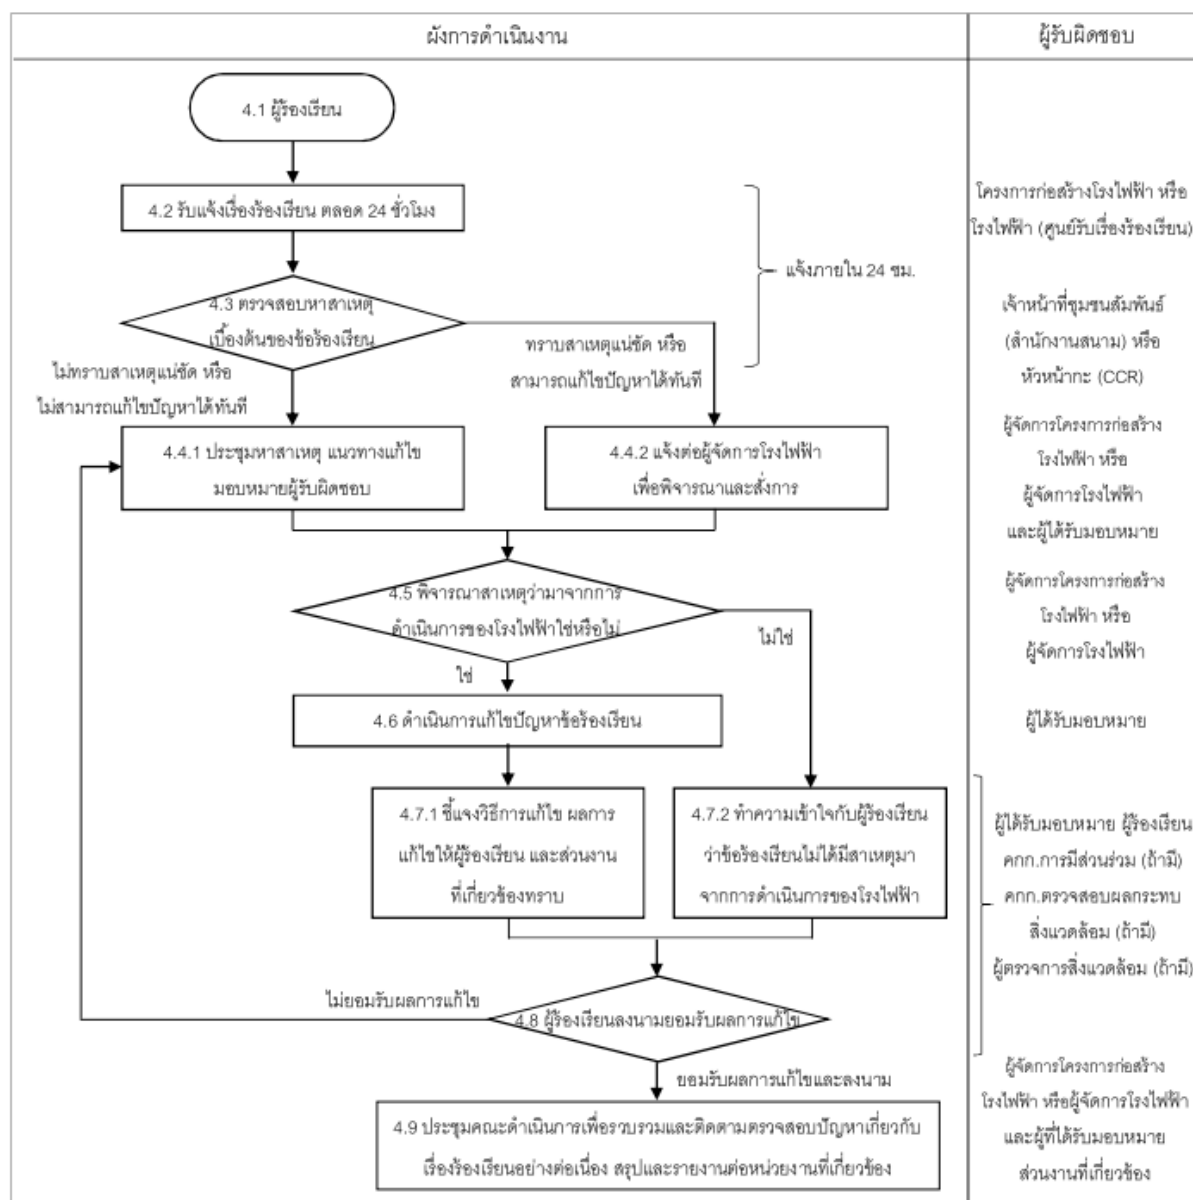 ผังการดำเนินงาน
ผู้รับผิดชอบ
4.1 ผู้ร้องเรียน
4.2 รับแจ้งเรื่องร้องเรียน ตลอด 24 ชั่วโมง
โครงการก่อสร้างโรงไฟฟ้า หรือ
โรงไฟฟ้า (ศูนย์รับเรื่องร้องเรียน)
แจ้งภายใน 24 ชม.
4.3 ตรวจสอบหาสาเหตุ
เบื้องต้นของข้อร้องเรียน
เจ้าหน้าที่ชุมชนสัมพันธ์
(สำนักงานสนาม) หรือ
หัวหน้ากะ (CCR)
ไม่ทราบสาเหตุแน่ชัด หรือ
ไม่สามารถแก้ไขปัญหาได้ทันที
ทราบสาเหตุแน่ชัด หรือ
สามารถแก้ไขปัญหาได้ทันที
4.4.1 ประชุมหาสาเหตุ แนวทางแก้ไข
มอบหมายผู้รับผิดชอบ
4.4.2 แจ้งต่อผู้จัดการโรงไฟฟ้า
เพื่อพิจารณาและสั่งการ
ผู้จัดการโครงการก่อสร้าง
โรงไฟฟ้า หรือ
ผู้จัดการโรงไฟฟ้า
และผู้ได้รับมอบหมาย
4.5 พิจารณาสาเหตุว่ามาจากการ
ดำเนินการของโรงไฟฟ้าใช่หรือไม่
ผู้จัดการโครงการก่อสร้าง
โรงไฟฟ้า หรือ
ผู้จัดการโรงไฟฟ้า
ไม่ใช่
ใช่
4.6 ดำเนินการแก้ไขปัญหาข้อร้องเรียน
ผู้ได้รับมอบหมาย
4.7.1 ชี้แจงวิธีการแก้ไข ผลการ
แก้ไขให้ผู้ร้องเรียน และส่วนงาน
ที่เกี่ยวข้องทราบ
4.7.2 ทำความเข้าใจกับผู้ร้องเรียน
ว่าข้อร้องเรียนไม่ได้มีสาเหตุมา
จากการดำเนินการของโรงไฟฟ้า
ผู้ได้รับมอบหมาย ผู้ร้องเรียน
คกก.การมีส่วนร่วม (ถ้ามี)
คกก.ตรวจสอบผลกระทบ
สิ่งแวดล้อม (ถ้ามี)
ผู้ตรวจการสิ่งแวดล้อม (ถ้ามี)
ไม่ยอมรับผลการแก้ไข
4.8 ผู้ร้องเรียนลงนามยอมรับผลการแก้ไข
ยอมรับผลการแก้ไขและลงนาม
4.9 ประชุมคณะดำเนินการเพื่อรวบรวมและติดตามตรวจสอบปัญหาเกี่ยวกับ
เรื่องร้องเรียนอย่างต่อเนื่อง สรุปและรายงานต่อหน่วยงานที่เกี่ยวข้อง
ผู้จัดการโครงการก่อสร้าง
โรงไฟฟ้า หรือผู้จัดการโรงไฟฟ้า
และผู้ที่ได้รับมอบหมาย
ส่วนงานที่เกี่ยวข้อง